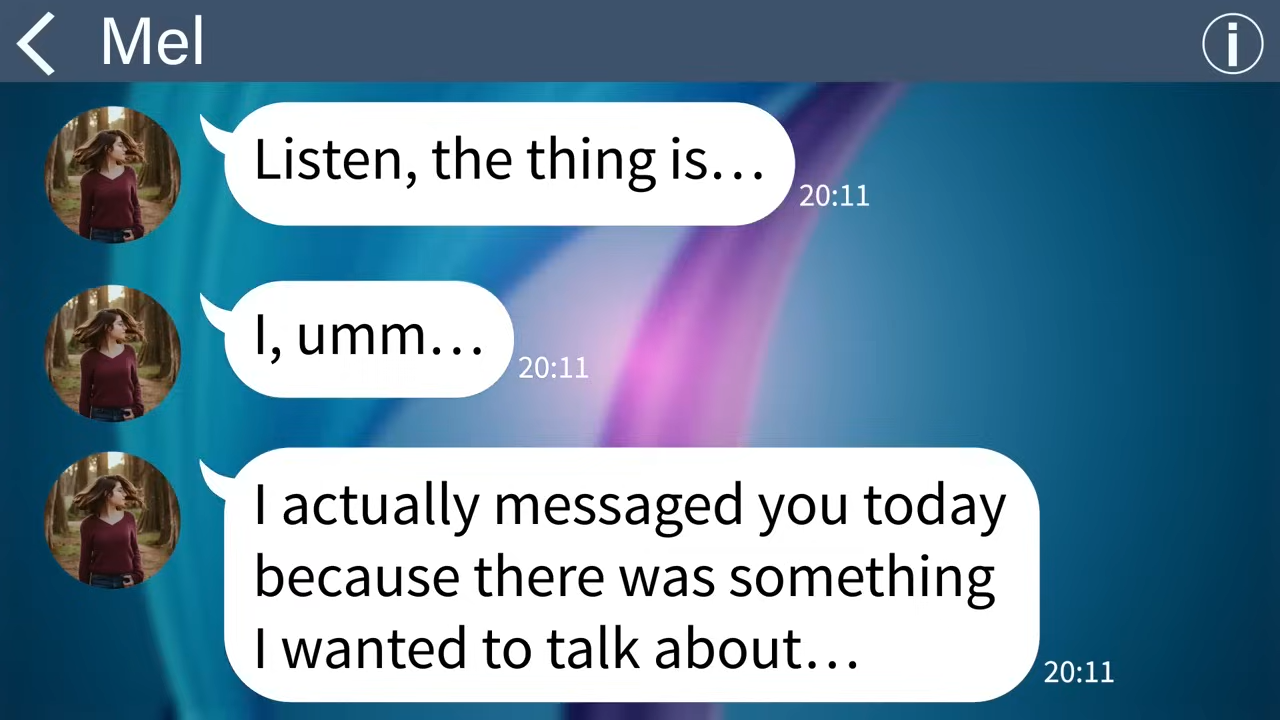 Mel
Listen, the thing is…
20:11
I, umm…
20:11
I actually messaged you today
because there was something
I wanted to talk about…
20:11